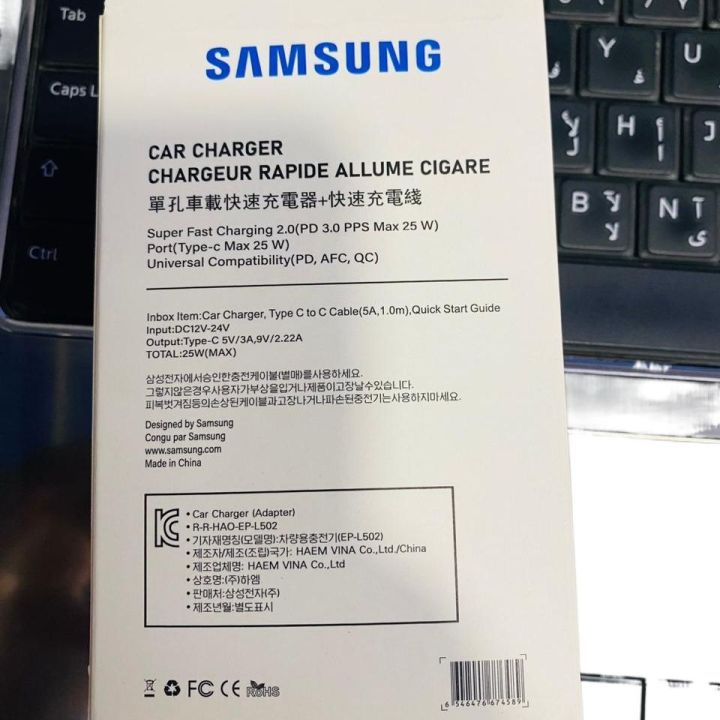 Tab
Caps L
Ctrl
Y
U
H
J
B
N
SAMSUNG
CAR CHARGER
CHARGEUR RAPIDE ALLUME CIGARE
單孔車載快速充電器+快速充電綫
Super Fast Charging 2.0(PD 3.0 PPS Max 25 W)
Port(Type-c Max 25 W)
Universal Compatibility(PD, AFC, QC)
Inbox Item:Car Charger, Type C to C Cable(5A,1.0m),Quick Start Guide
Input:DC12V-24V
Output:Type-C 5V/3A,9V/2.22A
TOTAL:25W(MAX)
삼성전자에서승인한충전케이블(별매)를사용하세요.
그렇지않은경우사용자가부상을입거나제품이고장날수있습니다.
피복벗겨짐등의손상된케이블과고장나거나파손된충전기는사용하지마세요.
Designed by Samsung
Congu par Samsung
www.samsung.com
Made in China
• Car Charger (Adapter)
• R-R-HAO-EP-L502
• 기자재명칭(모델명):차량용충전기(EP-L502)
• 제조자/제조(조립)국가: HAEM VINA Co.,Ltd./China
• 제조업체명: HAEM VINA Co.,Ltd
• 상호명:(주)하엠
• 판매처:삼성전자(주)
• 제조년월:별도표시
FC CE RoHS
6 546476 674589